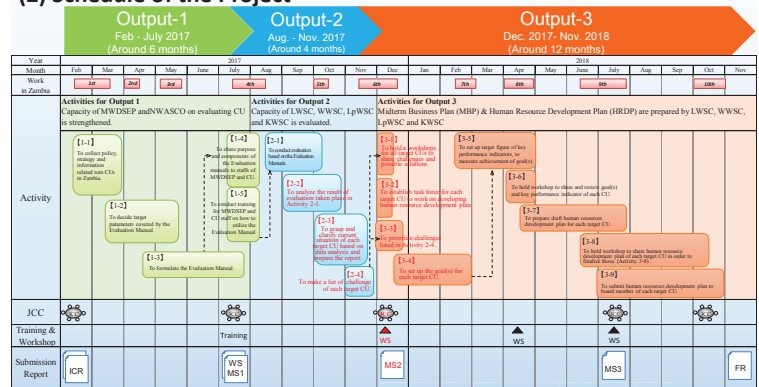 (2) Schedule of the Project
Output-1
Feb - July 2017
(Around 6 months)
Output-2
Aug. - Nov. 2017
(Around 4 months)
Output-3
Dec. 2017- Nov. 2018
(Around 12 months)
Year 2017 2018
Month Feb Mar Apr May June July Aug Sep Oct Nov Dec Jan Feb Mar Apr May June July Aug Sep Oct Nov
Work
in Zambia
1st 2nd 3rd 4th 5th 6th 7th 8th 9th 10th
Activity
Activities for Output 1
Capacity of MWDSEP andNWASCO on evaluating CU
is strengthened.
Activities for Output 2
Capacity of LWSC, WWSC, LpWSC
and KWSC is evaluated.
Activities for Output 3
Midterm Business Plan (MBP) & Human Resource Development Plan (HRDP) are prepared by LWSC, WWSC,
LpWSC and KWSC
[1-1]
To collect policy,
strategy and
information
related toin CUs
in Zambia.
[1-2]
To decide target
parameters covered by the
Evaluation Manual.
[1-3]
To formulate the Evaluation Manual.
[1-4]
To share purpose
and components of
the Evaluation
manuals to staffs of
MWDSEP and CU.
[1-5]
To conduct training
for MWDSEP and
CU staff on how to
utilize the
Evaluation Manual
[2-1]
To conduct evaluation
based on the Evaluation
Manuals.
[2-2]
To analyze the result of
evaluation taken place in
Activity 2-1.
[2-3]
To grasp and
clarify current
situation of each
target CU based on
data analysis and
prepare the report.
[2-4]
To make a list of challenge
of each target CU
[3-1]
To hold a workshops
for all target CUs to
share challenges and
possible solutions.
[3-2]
To establish task force for each
target CU to work on developing
human resource development plan.
[3-3]
To prioritize challenges
listed in Activity 2-4
[3-4]
To set up the goal(s) for
each target CU.
[3-5]
To set up target figure of key
performance indicators, to
measure achievement of goal(s)
[3-6]
To held workshop to share and review goal(s)
and key performance indicator of each CU.
[3-7]
To prepare draft human resources
development plan for each target CU.
[3-8]
To held workshop to share human resource
development plan of each target CU in order to
finalize those. (Activity 3-8).
[3-9]
To submit human resources development plan to
board member of each target CU.
JCC
JCC JCC JCC JCC JCC
Training &
Workshop
Training
WS
WS
WS
Submission
Report
ICR
WS
MS1
MS2
MS3
FR